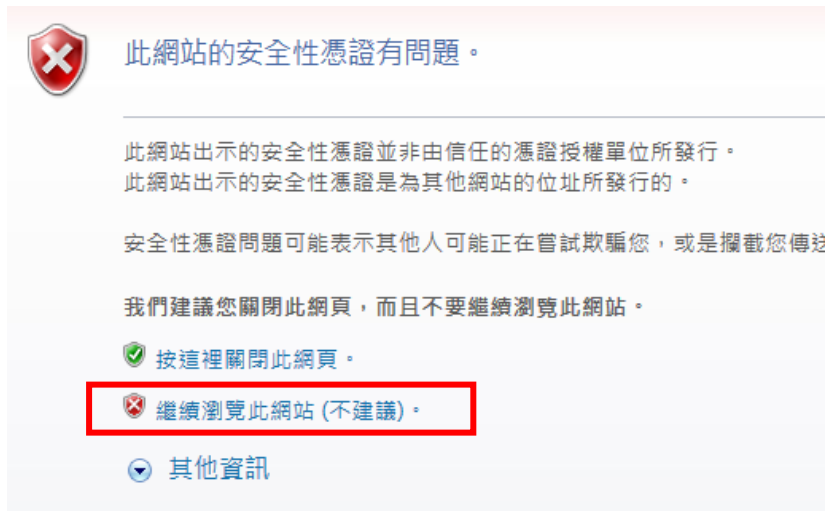 此網站的安全性憑證有問題。
此網站出示的安全性憑證並非由信任的憑證授權單位所發行。
此網站出示的安全性憑證是為其他網站的位址所發行的。
安全性憑證問題可能表示其他人可能正在嘗試欺騙您，或是攔截您傳送
我們建議您關閉此網頁，而且不要繼續瀏覽此網站。
按這裡關閉此網頁。
繼續瀏覽此網站 (不建議)。
其他資訊